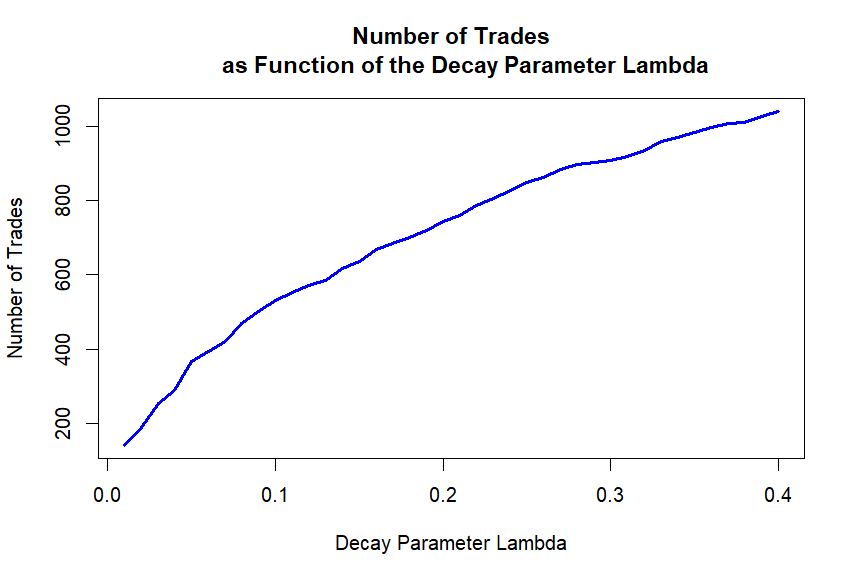 Number of Trades
as Function of the Decay Parameter Lambda
Number of Trades
1000
800
600
400
200
0.0 0.1 0.2 0.3 0.4
Decay Parameter Lambda